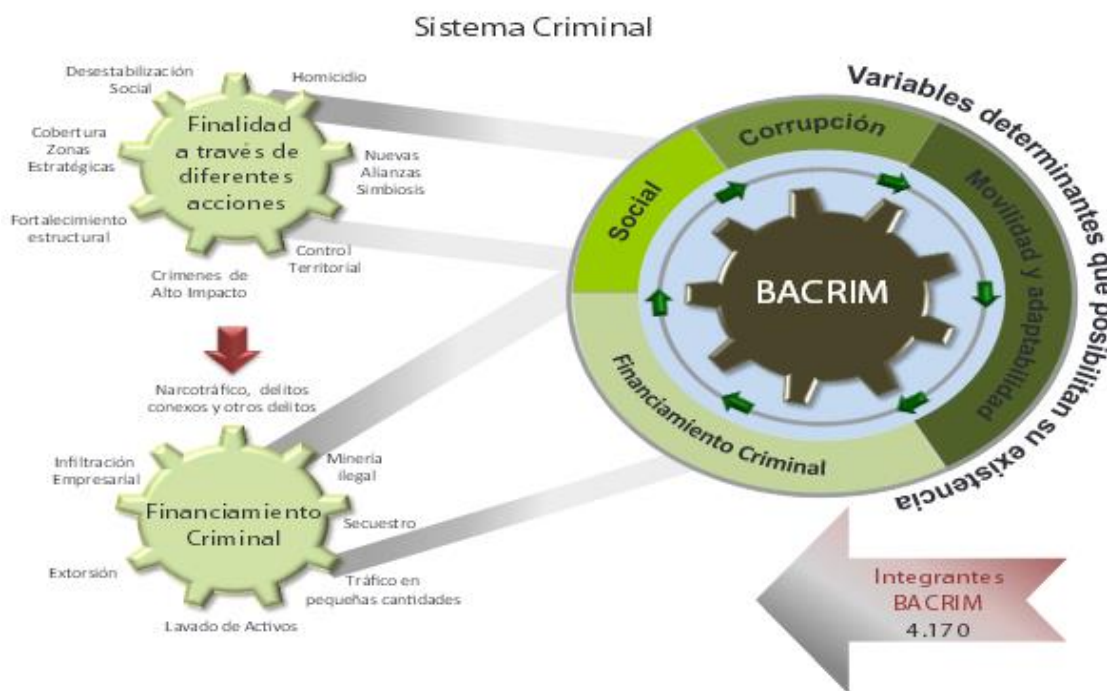 Sistema Criminal
Desestabilización
Social
Homicidio
Cobertura
Zonas
Estratégicas
Finalidad
a través de
diferentes
acciones
Nuevas
Alianzas
Simbiosis
Fortalecimiento
estructural
Control
Territorial
Crímenes de
Alto Impacto
Narcotráfico, delitos
conexos y otros delitos
Infiltración
Empresarial
Minería
ilegal
Financiamiento
Criminal
Secuestro
Extorsión
Tráfico en
pequeñas cantidades
Lavado de Activos
Variables determinantes que posibilitan su existencia
Corrupción
Social
Movilidad y adaptabilidad
BACRIM
Financiamiento Criminal
Integrantes
BACRIM
4.170